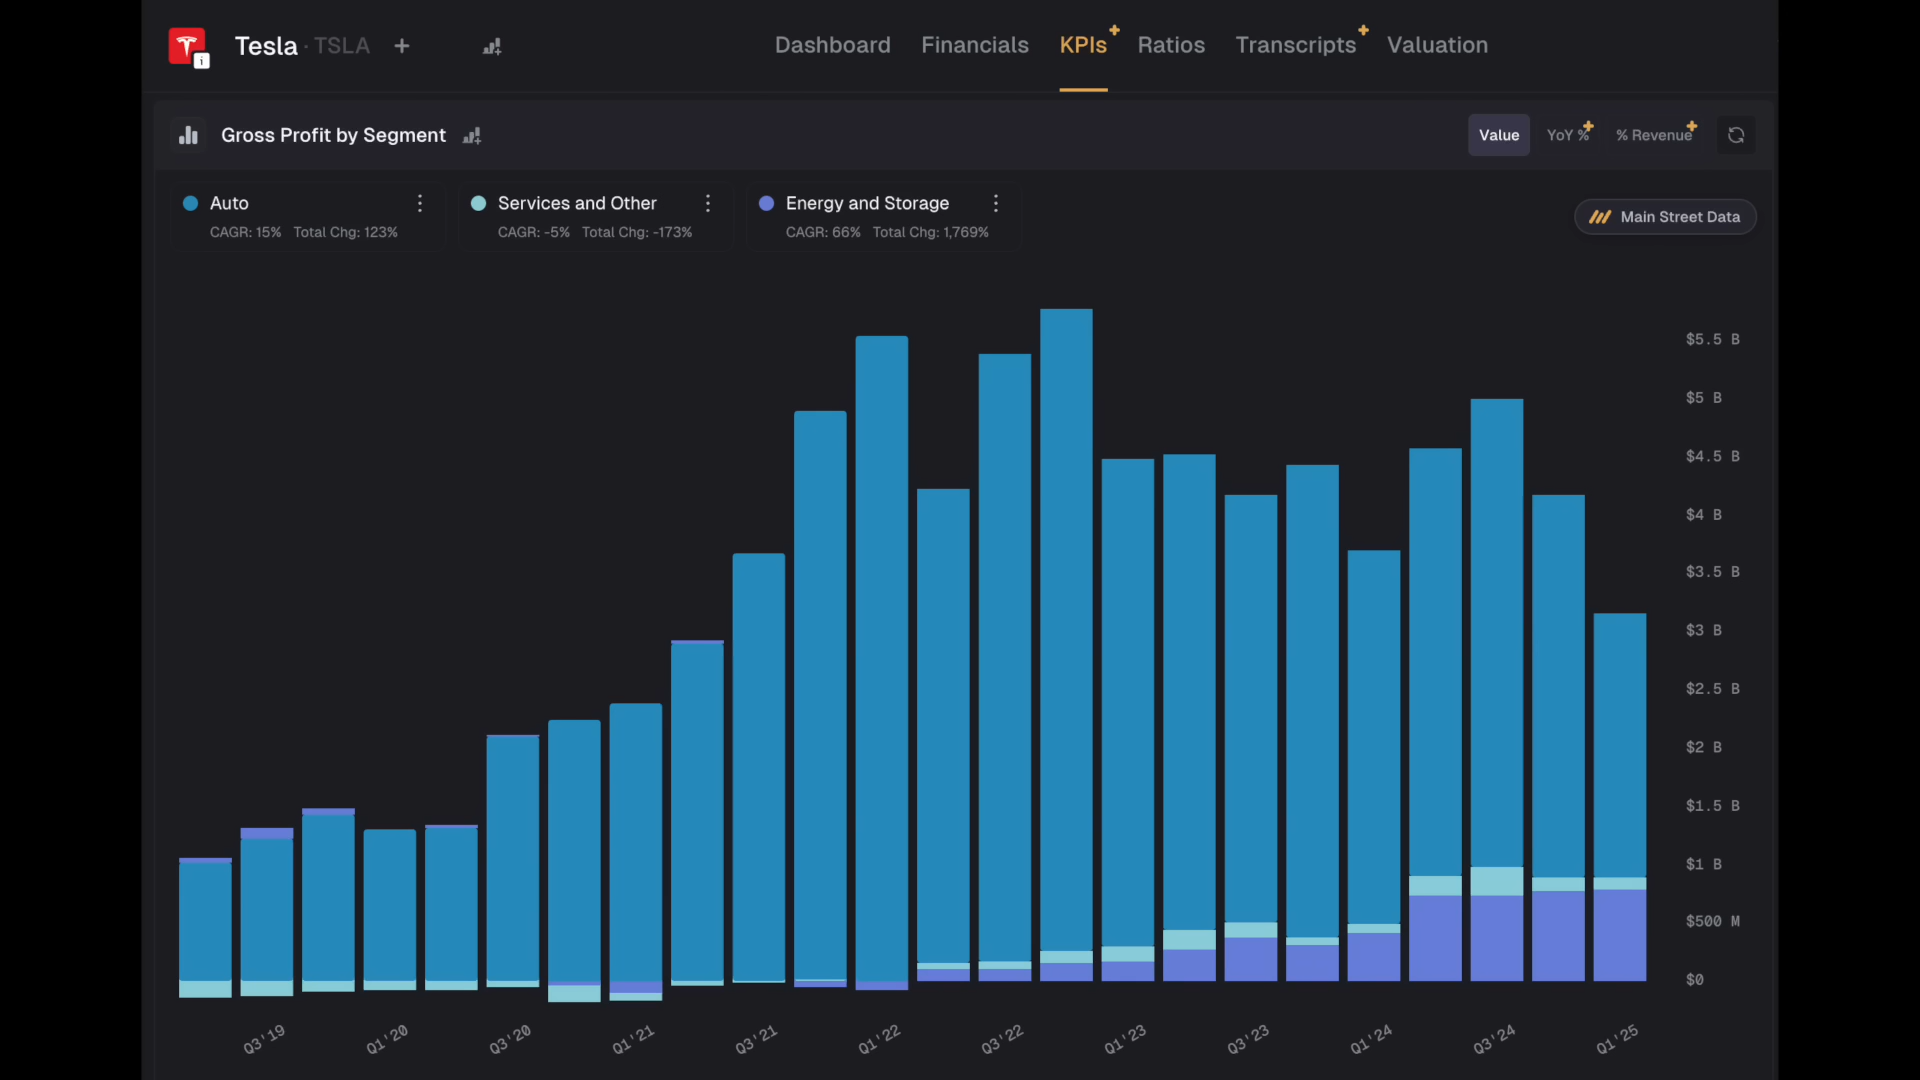 Tesla · TSLA +
Dashboard Financials KPIs Ratios Transcripts Valuation
i
Gross Profit by Segment
Value YoY % % Revenue
Auto
CAGR: 15% Total Chg: 123%
Services and Other
CAGR: -5% Total Chg: -173%
Energy and Storage
CAGR: 66% Total Chg: 1,769%
Main Street Data
$5.5 B
$5 B
$4.5 B
$4 B
$3.5 B
$3 B
$2.5 B
$2 B
$1.5 B
$1 B
$500 M
$0
Q3'19 Q1'20 Q3'20 Q1'21 Q3'21 Q1'22 Q3'22 Q1'23 Q3'23 Q1'24 Q3'24 Q1'25